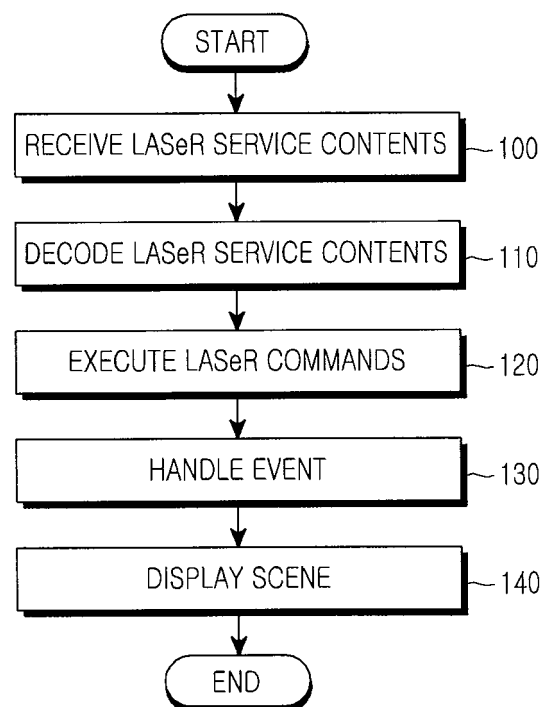 START
RECEIVE LASeR SERVICE CONTENTS 100
DECODE LASeR SERVICE CONTENTS 110
EXECUTE LASeR COMMANDS 120
HANDLE EVENT 130
DISPLAY SCENE 140
END